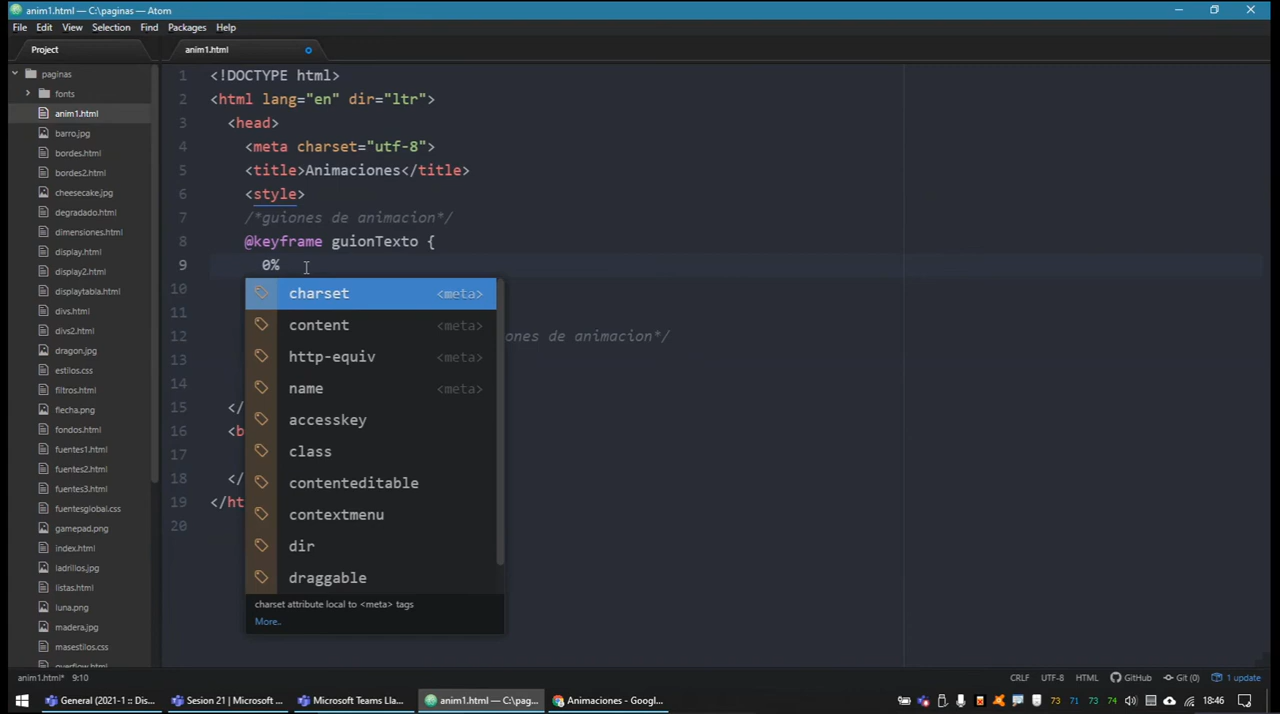 anim1.html — C:\paginas — Atom
File Edit View Selection Find Packages Help
Project
anim1.html
paginas
fonts
anim1.html
barro.jpg
bordes.html
bordes2.html
cheesecake.jpg
degradado.html
dimensiones.html
display.html
display2.html
displaytabla.html
divs.html
divs2.html
dragon.jpg
estilos.css
filtros.html
flecha.png
fondos.html
fuentes1.html
fuentes2.html
fuentes3.html
fuentesglobal.css
gamepad.png
index.html
ladrillos.jpg
listas.html
luna.png
madera.jpg
masestilos.css
overflow.html
1 <!DOCTYPE html>
2 <html lang="en" dir="ltr">
3 <head>
4 <meta charset="utf-8">
5 <title>Animaciones</title>
6 <style>
7 /*guiones de animacion*/
8 @keyframe guionTexto {
9 0%
10
11
12 ones de animacion*/
13
14
15 </
16 <b
17
18 </
19 </ht
20
charset <meta>
content <meta>
http-equiv <meta>
name <meta>
accesskey
class
contenteditable
contextmenu
dir
draggable
charset attribute local to <meta> tags
More..
anim1.html* 9:10 CRLF UTF-8 HTML GitHub Git (0) 1 update
General (2021-1 :: Dis... Sesion 21 | Microsoft ... Microsoft Teams Lla... anim1.html — C:\pag... Animaciones - Googl... 73 71 73 74 18:46